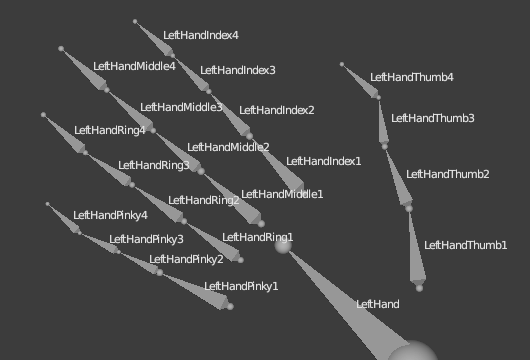 LeftHandIndex4
LeftHandMiddle4
LeftHandIndex3
LeftHandThumb4
LeftHandMiddle3
LeftHandIndex2
LeftHandThumb3
LeftHandRing4
LeftHandMiddle2
LeftHandIndex1
LeftHandRing3
LeftHandThumb2
LeftHandMiddle1
LeftHandRing2
LeftHandPinky4
LeftHandRing1
LeftHandPinky3
LeftHandThumb1
LeftHandPinky2
LeftHandPinky1
LeftHand